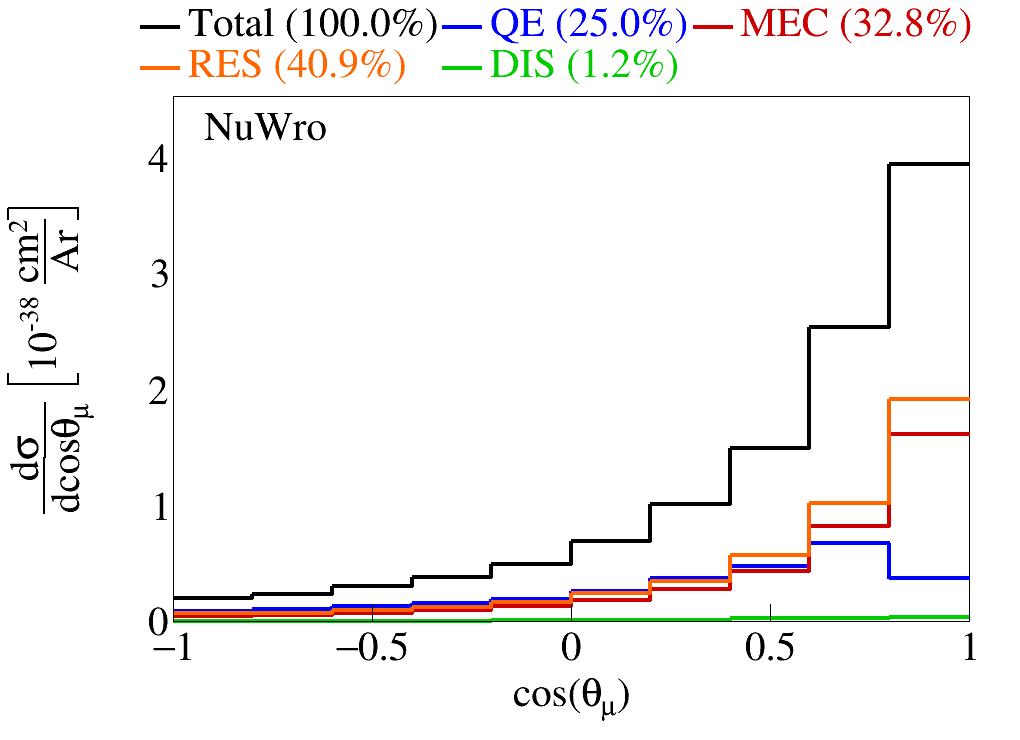 Total (100.0%) QE (25.0%) MEC (32.8%)
RES (40.9%) DIS (1.2%)
NuWro
4
3
2
1
0
−1 −0.5 0 0.5 1
cos(θμ)
dσ/dcosθμ [10-38 cm2/Ar]